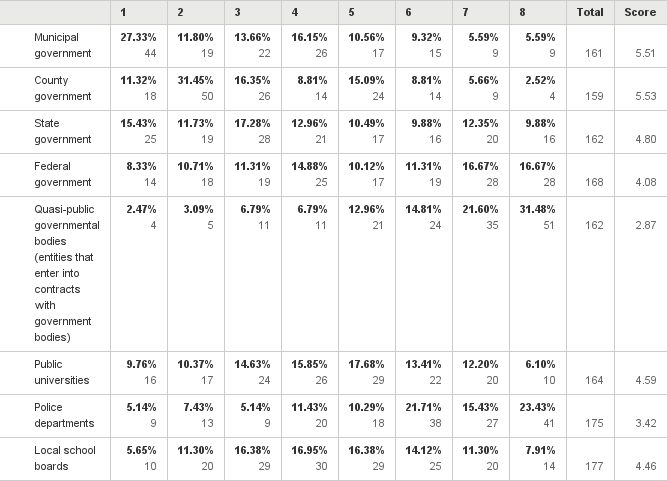 1 2 3 4 5 6 7 8 Total Score
Municipal 27.33% 11.80% 13.66% 16.15% 10.56% 9.32% 5.59% 5.59%
government 44 19 22 26 17 15 9 9 161 5.51
County 11.32% 31.45% 16.35% 8.81% 15.09% 8.81% 5.66% 2.52%
government 18 50 26 14 24 14 9 4 159 5.53
State 15.43% 11.73% 17.28% 12.96% 10.49% 9.88% 12.35% 9.88%
government 25 19 28 21 17 16 20 16 162 4.80
Federal 8.33% 10.71% 11.31% 14.88% 10.12% 11.31% 16.67% 16.67%
government 14 18 19 25 17 19 28 28 168 4.08
Quasi-public 2.47% 3.09% 6.79% 6.79% 12.96% 14.81% 21.60% 31.48%
governmental 4 5 11 11 21 24 35 51 162 2.87
bodies
(entities that
enter into
contracts
with
government
bodies)
Public 9.76% 10.37% 14.63% 15.85% 17.68% 13.41% 12.20% 6.10%
universities 16 17 24 26 29 22 20 10 164 4.59
Police 5.14% 7.43% 5.14% 11.43% 10.29% 21.71% 15.43% 23.43%
departments 9 13 9 20 18 38 27 41 175 3.42
Local school 5.65% 11.30% 16.38% 16.95% 16.38% 14.12% 11.30% 7.91%
boards 10 20 29 30 29 25 20 14 177 4.46